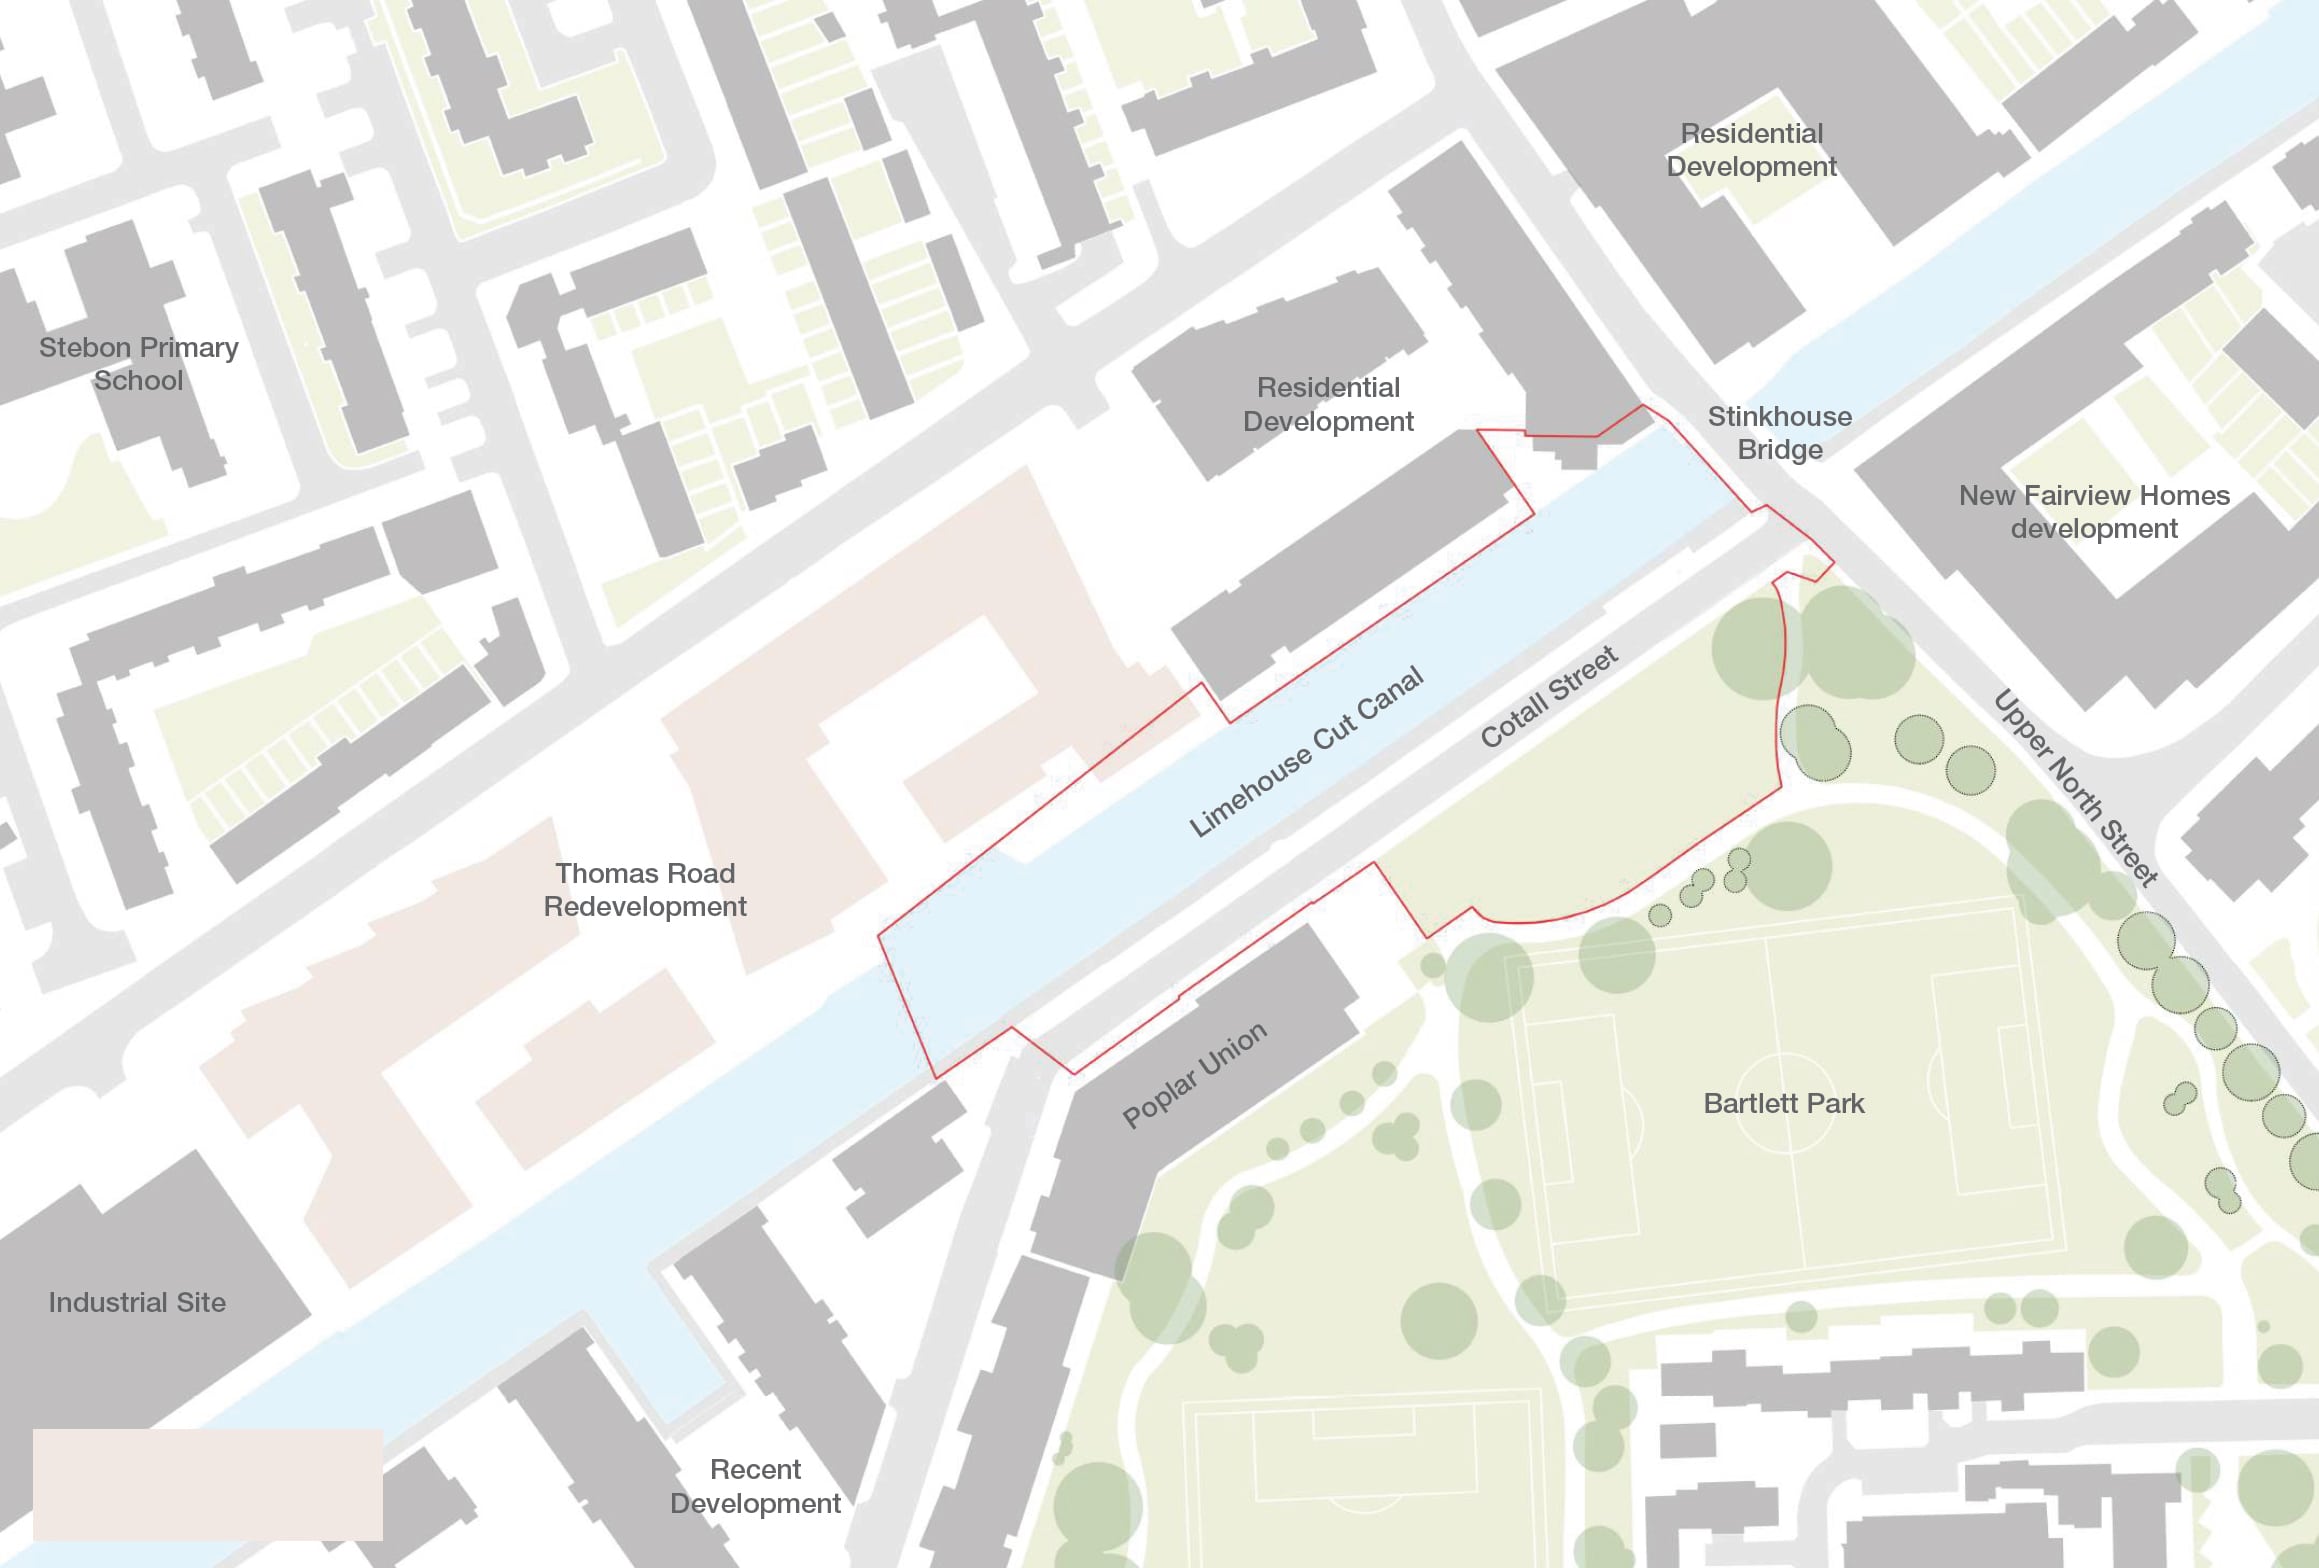 Residential
Development
Stebon Primary
School
Residential
Development
Stinkhouse
Bridge
New Fairview Homes
development
Cotall Street
Limehouse Cut Canal
Upper North Street
Thomas Road
Redevelopment
Poplar Union
Bartlett Park
Industrial Site
Recent
Development